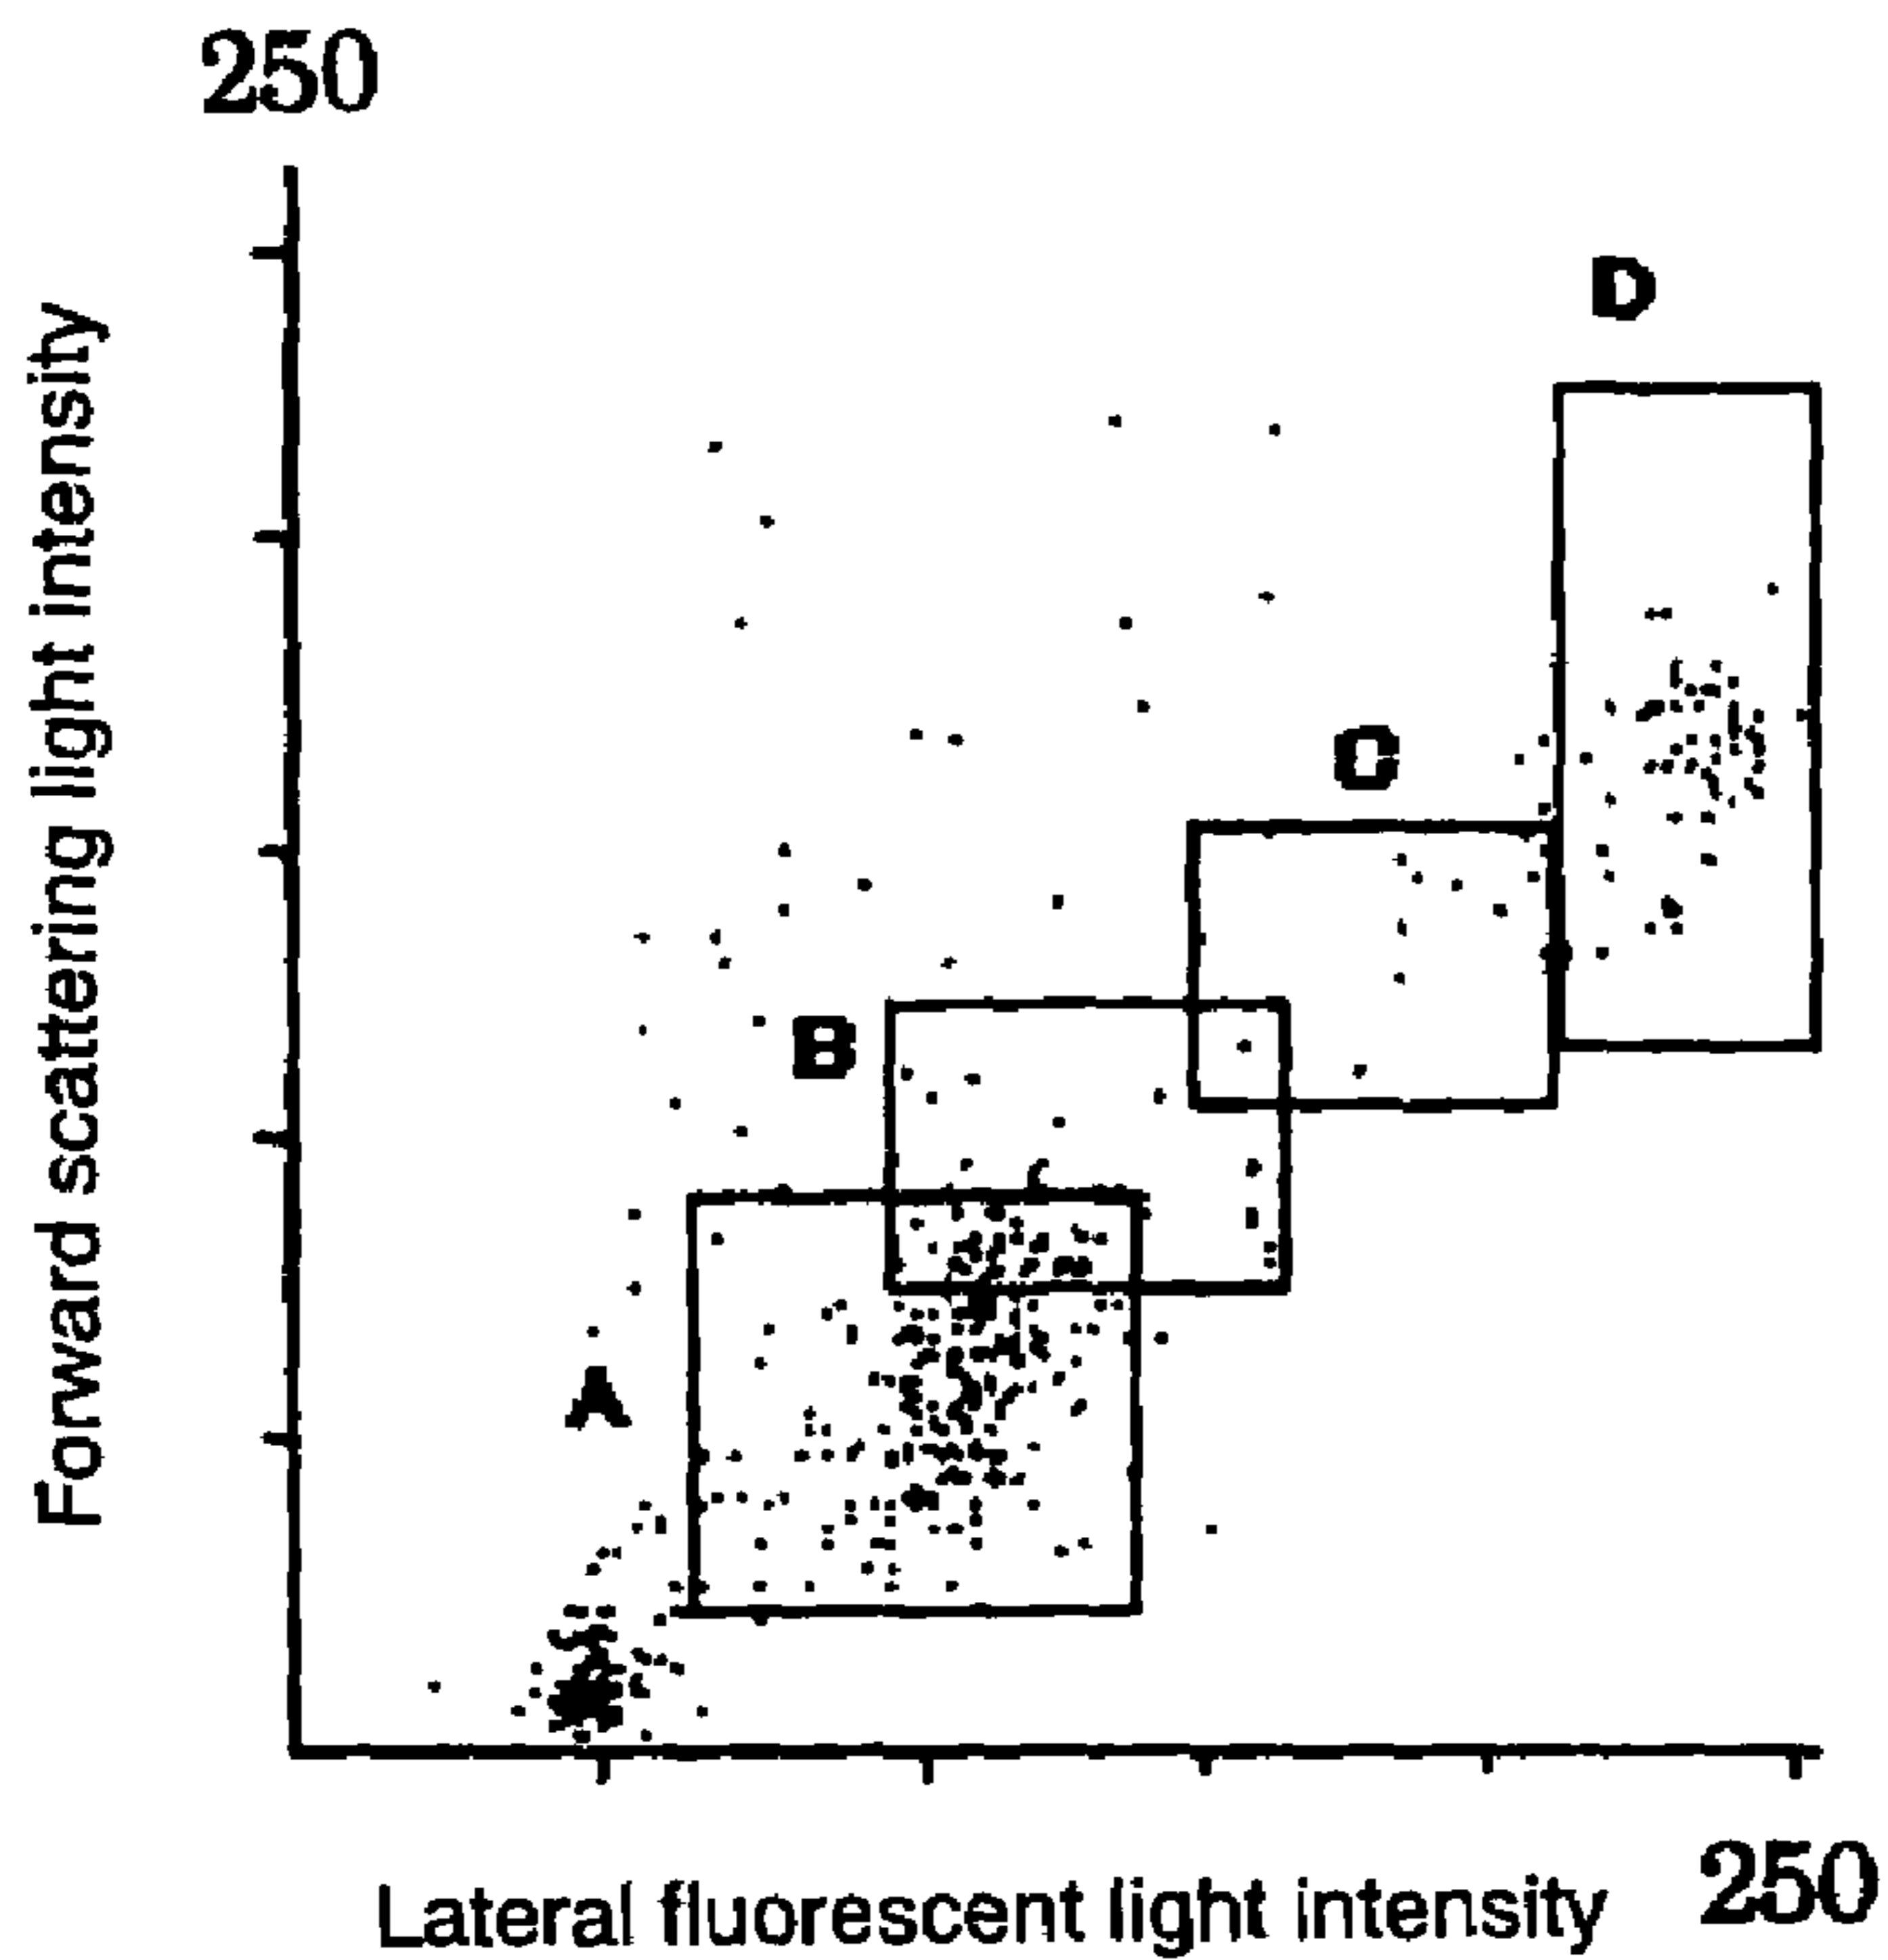 250
D
Forward scattering light intensity
C
B
A
Lateral fluorescent light intensity 250